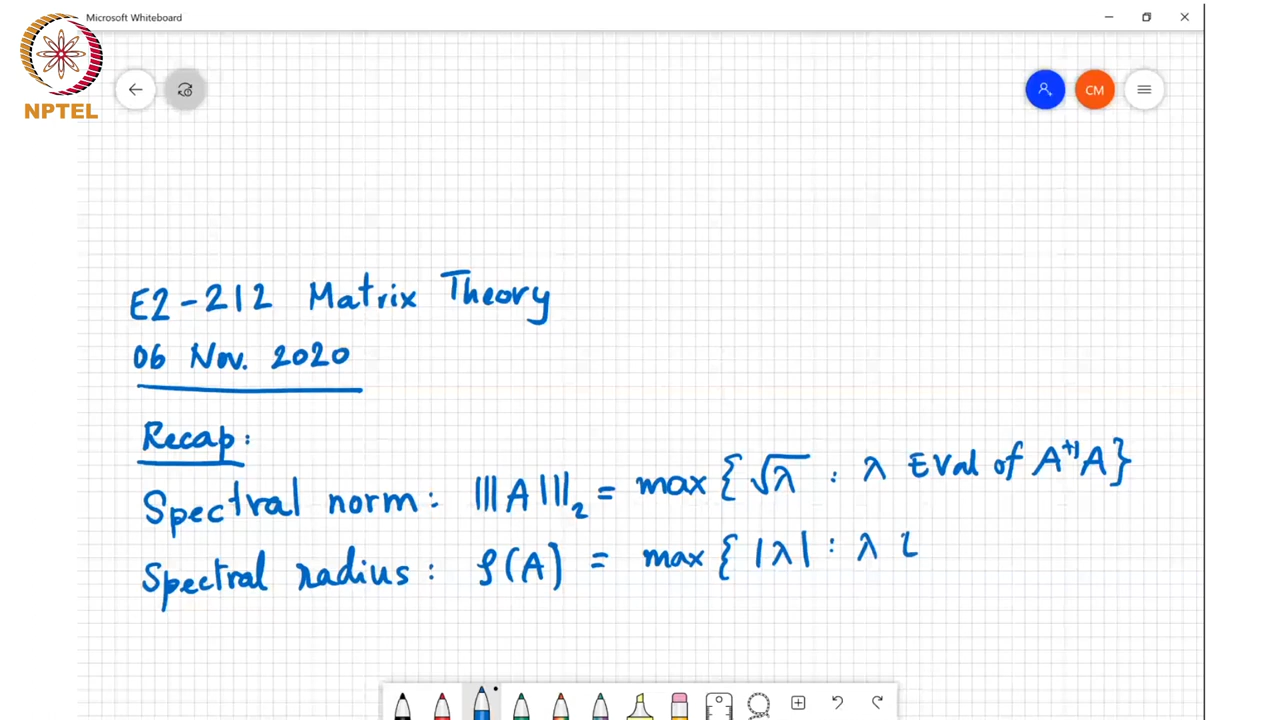 Microsoft Whiteboard
NPTEL
CM
E2-212 Matrix Theory
06 Nov. 2020
Recap:
Spectral norm: |||A|||₂ = max{ √λ : λ EVal of AᴴA}
Spectral radius: ρ(A) = max{ |λ| : λ